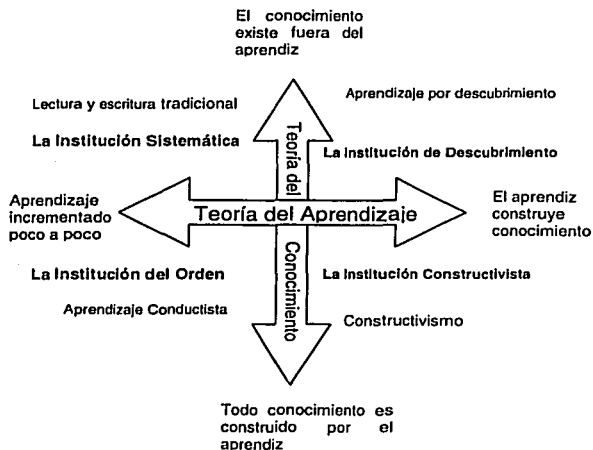 El conocimiento
existe fuera del
aprendiz
Lectura y escritura tradicional
Aprendizaje por descubrimiento
La Institución Sistemática
La Institución de Descubrimiento
Teoría del
Aprendizaje
incrementado
poco a poco
Teoría del Aprendizaje
El aprendiz
construye
conocimiento
Conocimiento
La Institución del Orden
La Institución Constructivista
Aprendizaje Conductista
Constructivismo
Todo conocimiento es
construido por el
aprendiz